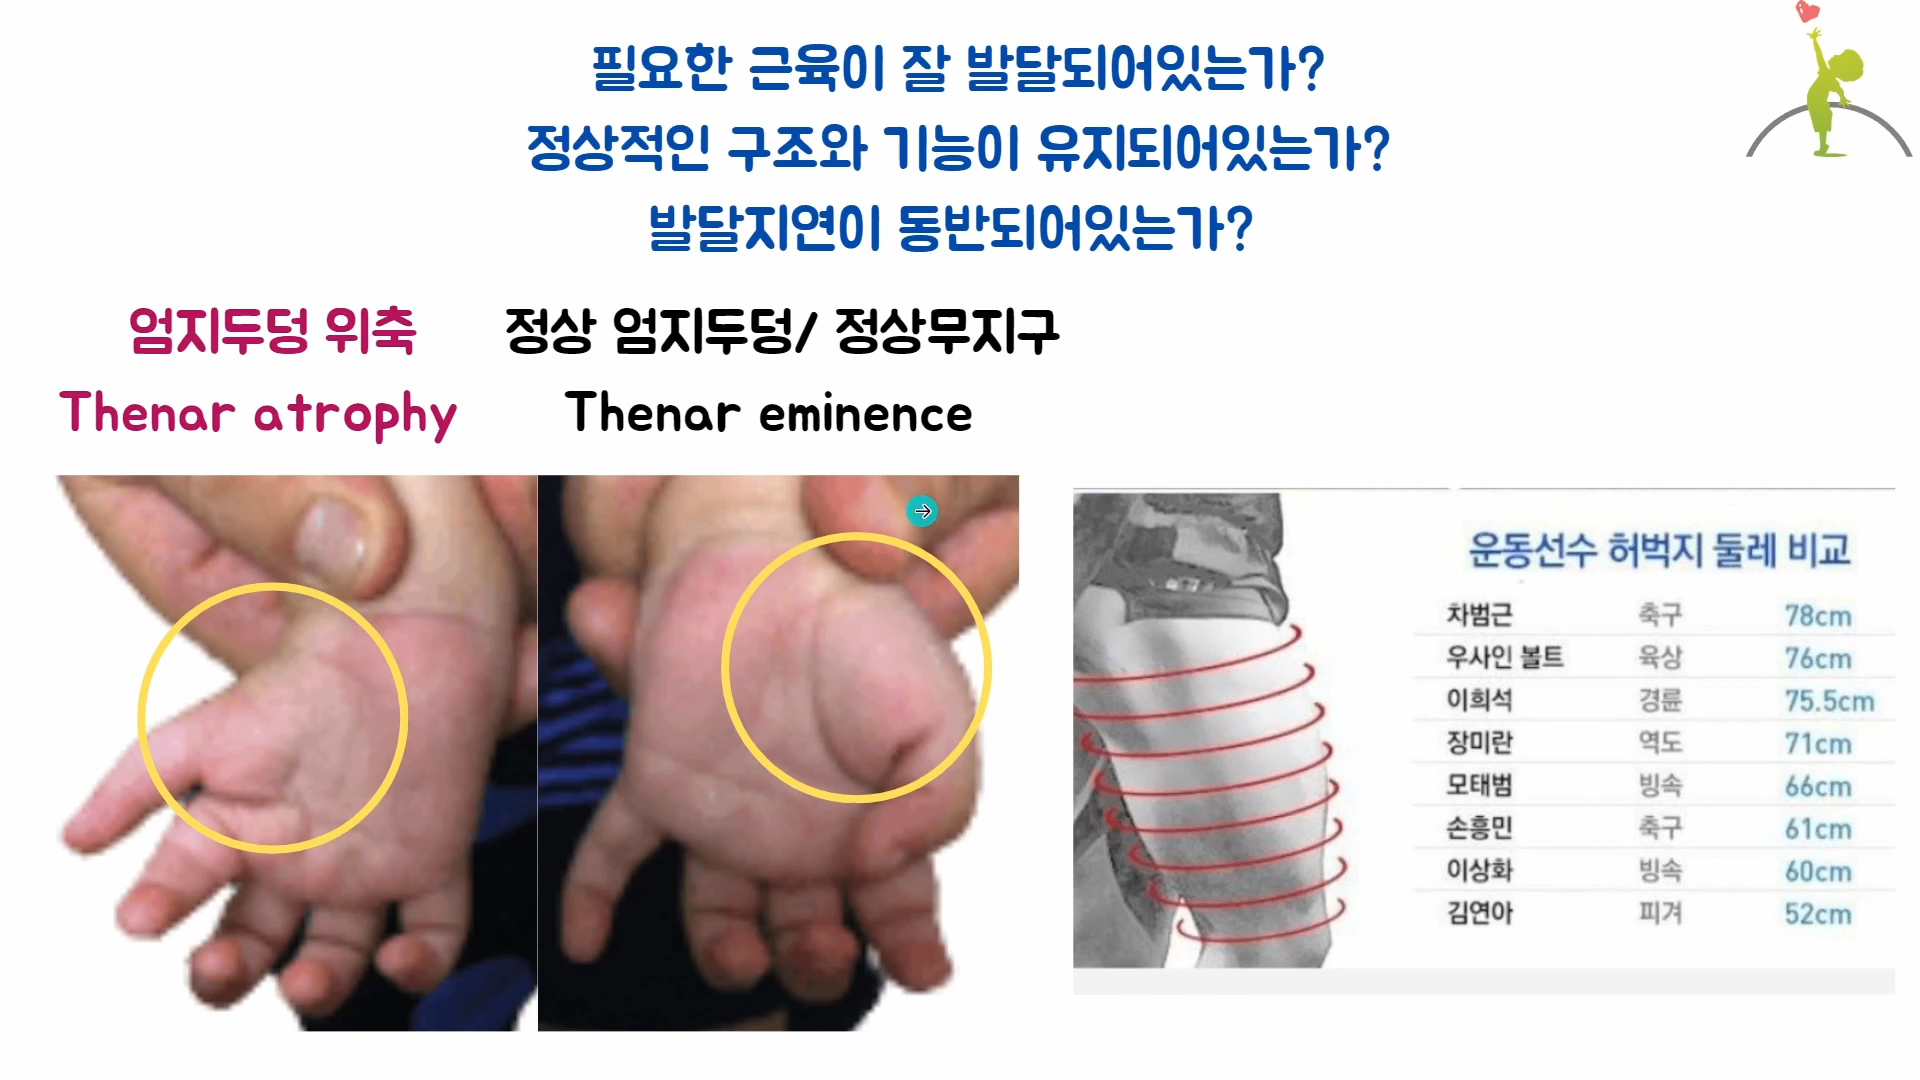 필요한 근육이 잘 발달되어있는가?
정상적인 구조와 기능이 유지되어있는가?
발달지연이 동반되어있는가?
엄지두덩 위축
Thenar atrophy
정상 엄지두덩/ 정상무지구
Thenar eminence
운동선수 허벅지 둘레 비교
차범근 축구 78cm
우사인 볼트 육상 76cm
이희석 경륜 75.5cm
장미란 역도 71cm
모태범 빙속 66cm
손흥민 축구 61cm
이상화 빙속 60cm
김연아 피겨 52cm